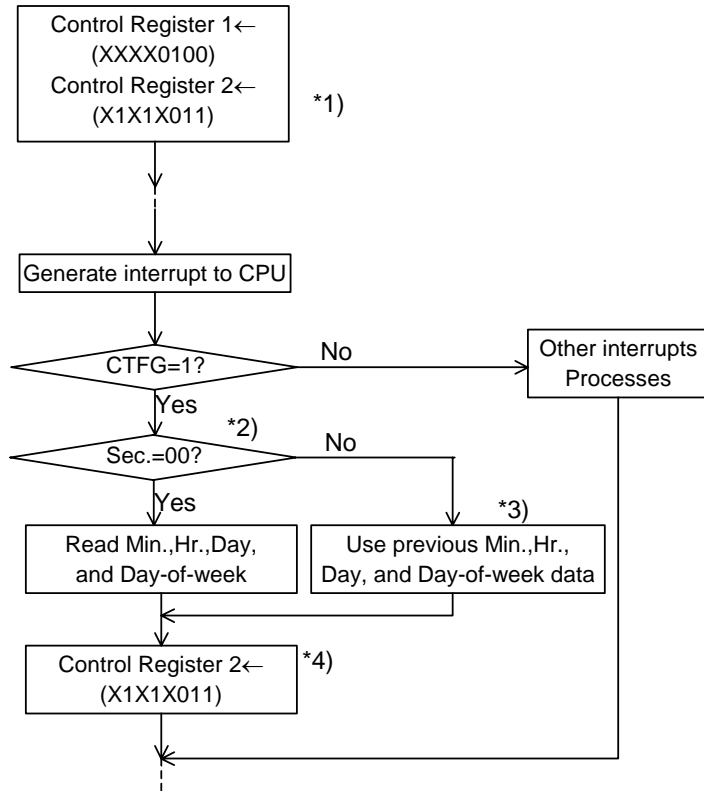 Control Register 1←
(XXXX0100)
Control Register 2←
(X1X1X011)
*1)
Generate interrupt to CPU
CTFG=1?
No
Other interrupts
Processes
Yes
*2)
Sec.=00?
No
Yes
*3)
Read Min.,Hr.,Day,
and Day-of-week
Use previous Min.,Hr.,
Day, and Day-of-week data
Control Register 2←
(X1X1X011)
*4)